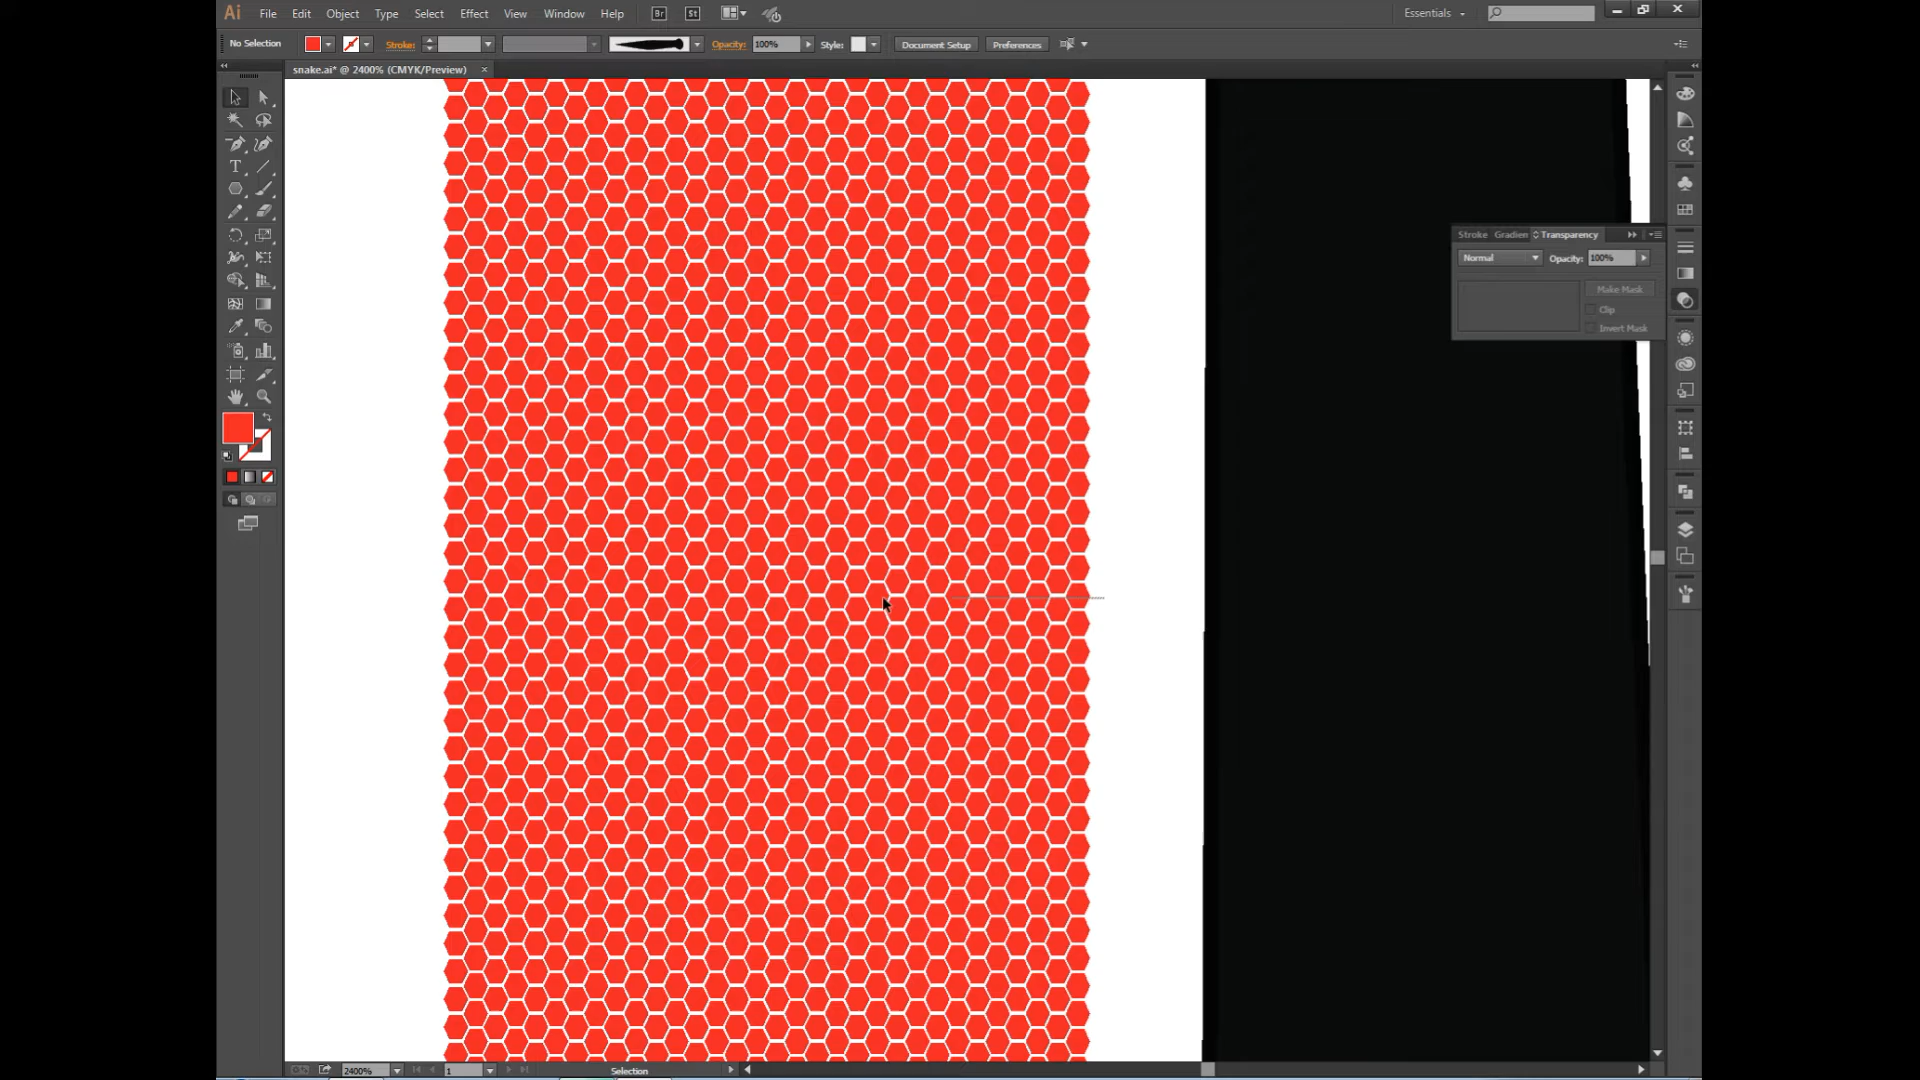 Ai File Edit Object Type Select Effect View Window Help Br St Essentials
No Selection Stroke: Opacity: 100% Style: Document Setup Preferences
snake.ai* @ 2400% (CMYK/Preview) ×
T
Stroke Gradien Transparency
Normal Opacity: 100%
Make Mask
Clip
Invert Mask
2400% 1 Selection